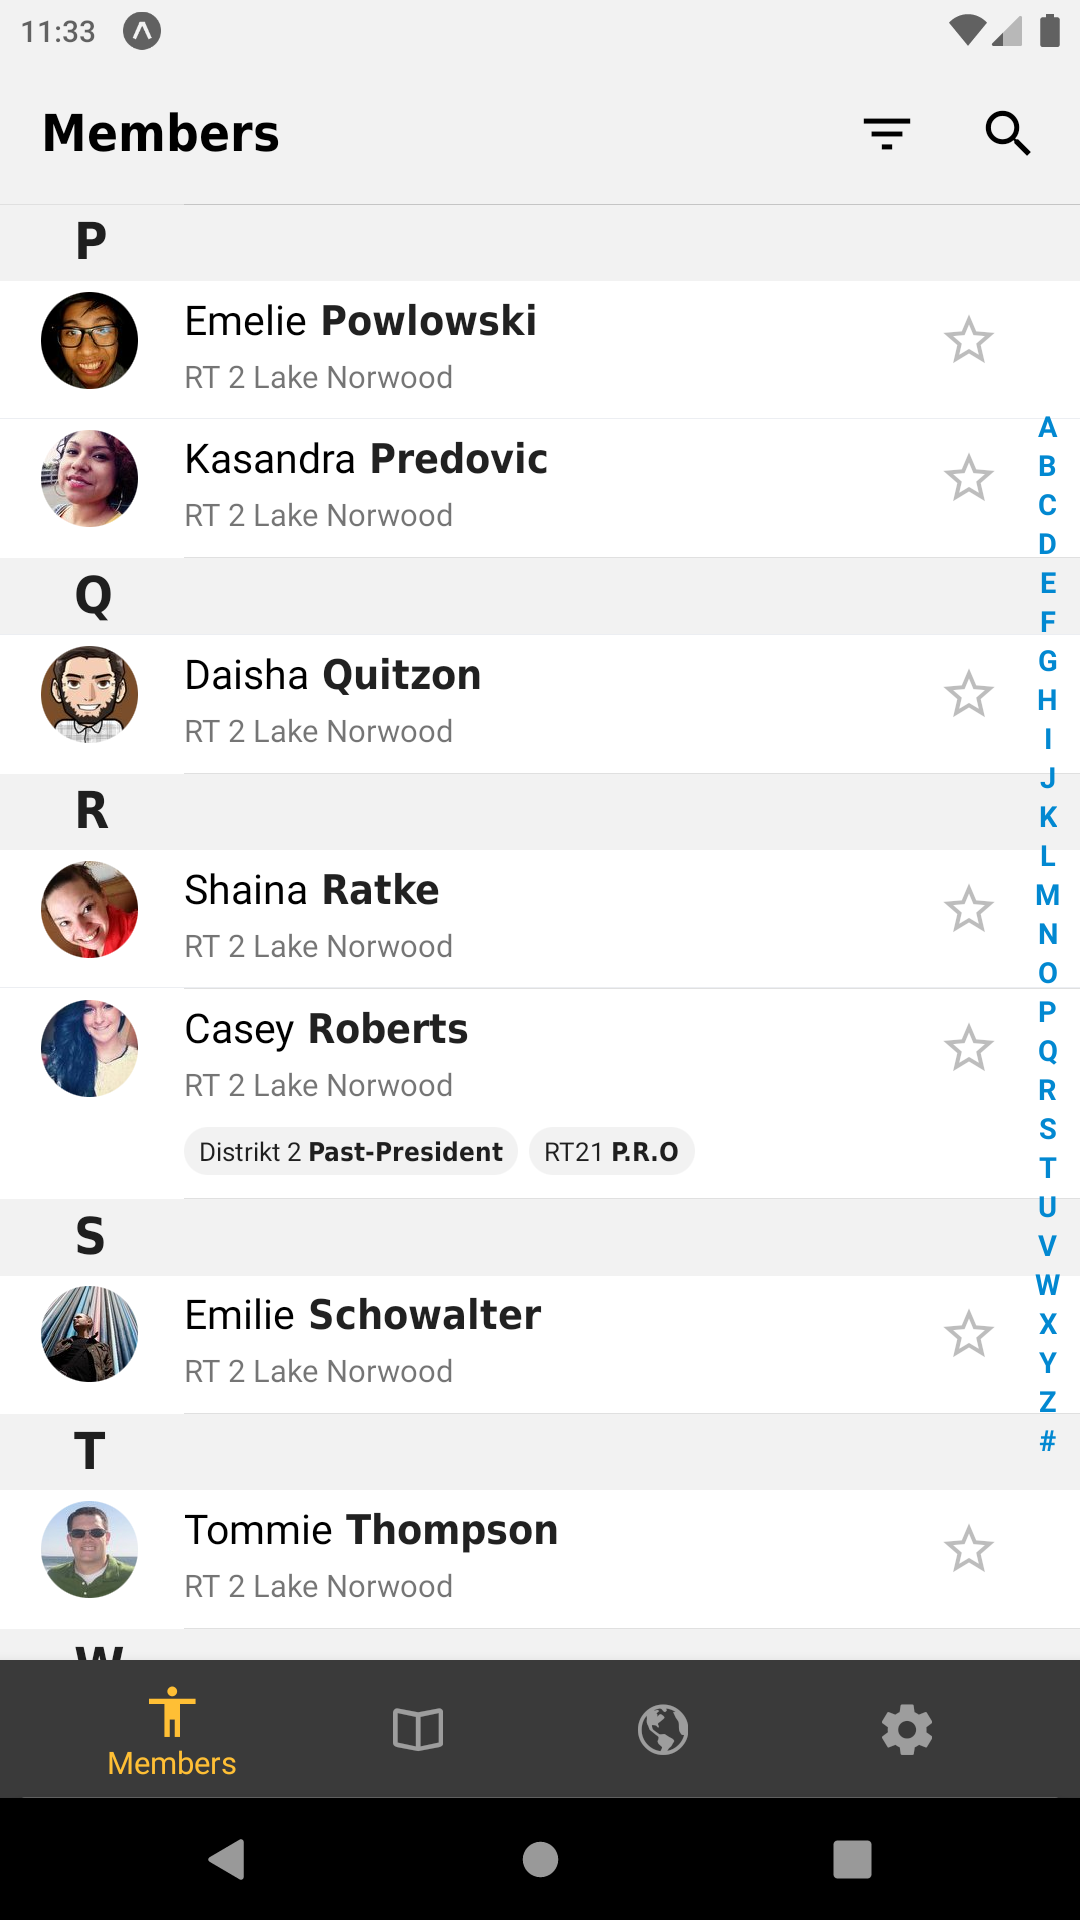 11:33
Members
P
Emelie Powlowski
RT 2 Lake Norwood
Kasandra Predovic
RT 2 Lake Norwood
Q
Daisha Quitzon
RT 2 Lake Norwood
R
Shaina Ratke
RT 2 Lake Norwood
Casey Roberts
RT 2 Lake Norwood
Distrikt 2 Past-President RT21 P.R.O
S
Emilie Schowalter
RT 2 Lake Norwood
T
Tommie Thompson
RT 2 Lake Norwood
W
A
B
C
D
E
F
G
H
I
J
K
L
M
N
O
P
Q
R
S
T
U
V
W
X
Y
Z
#
Members